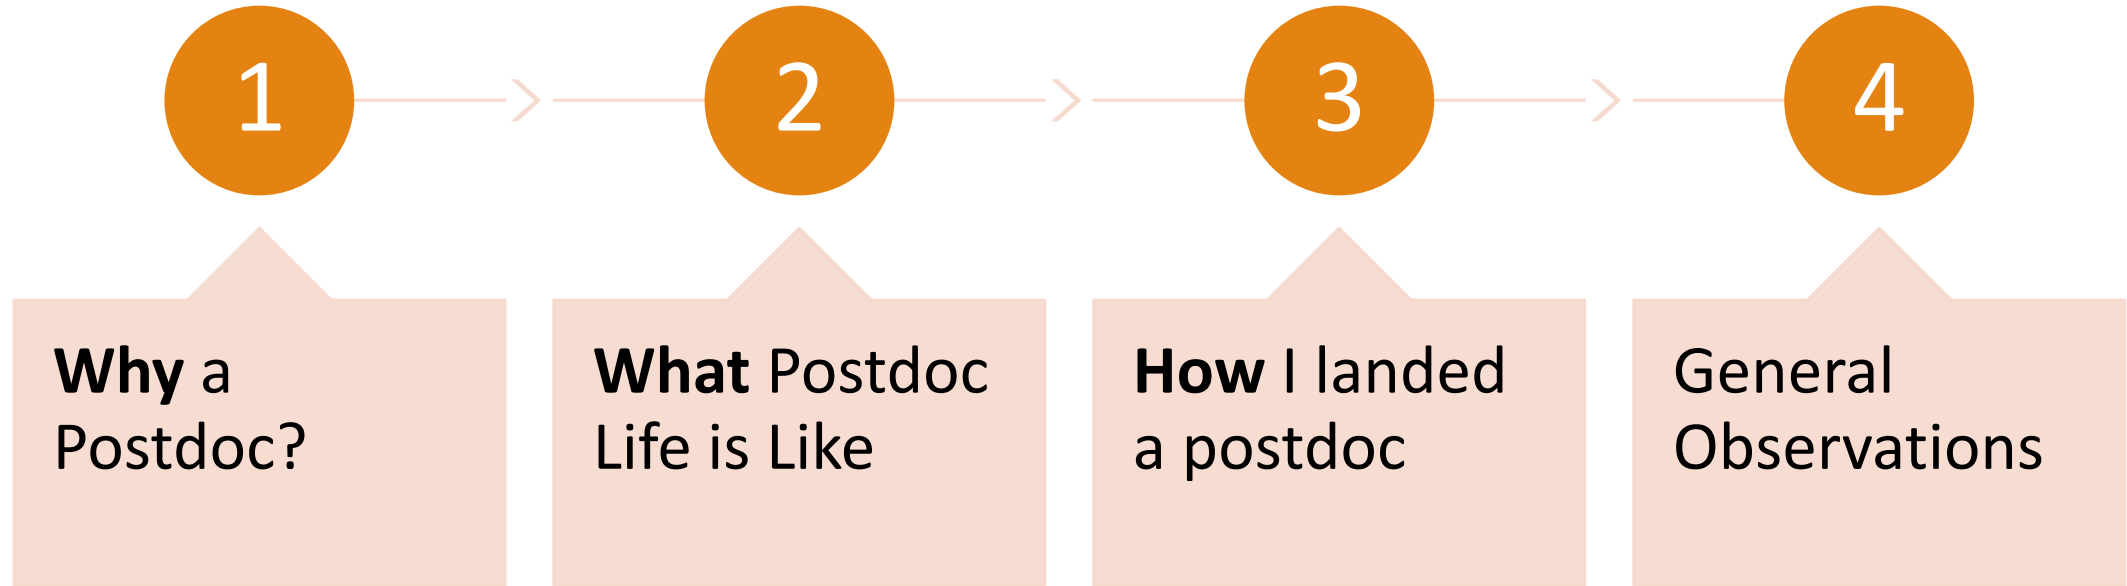 1
2
3
4
Why a
Postdoc?
What Postdoc
Life is Like
How I landed
a postdoc
General
Observations